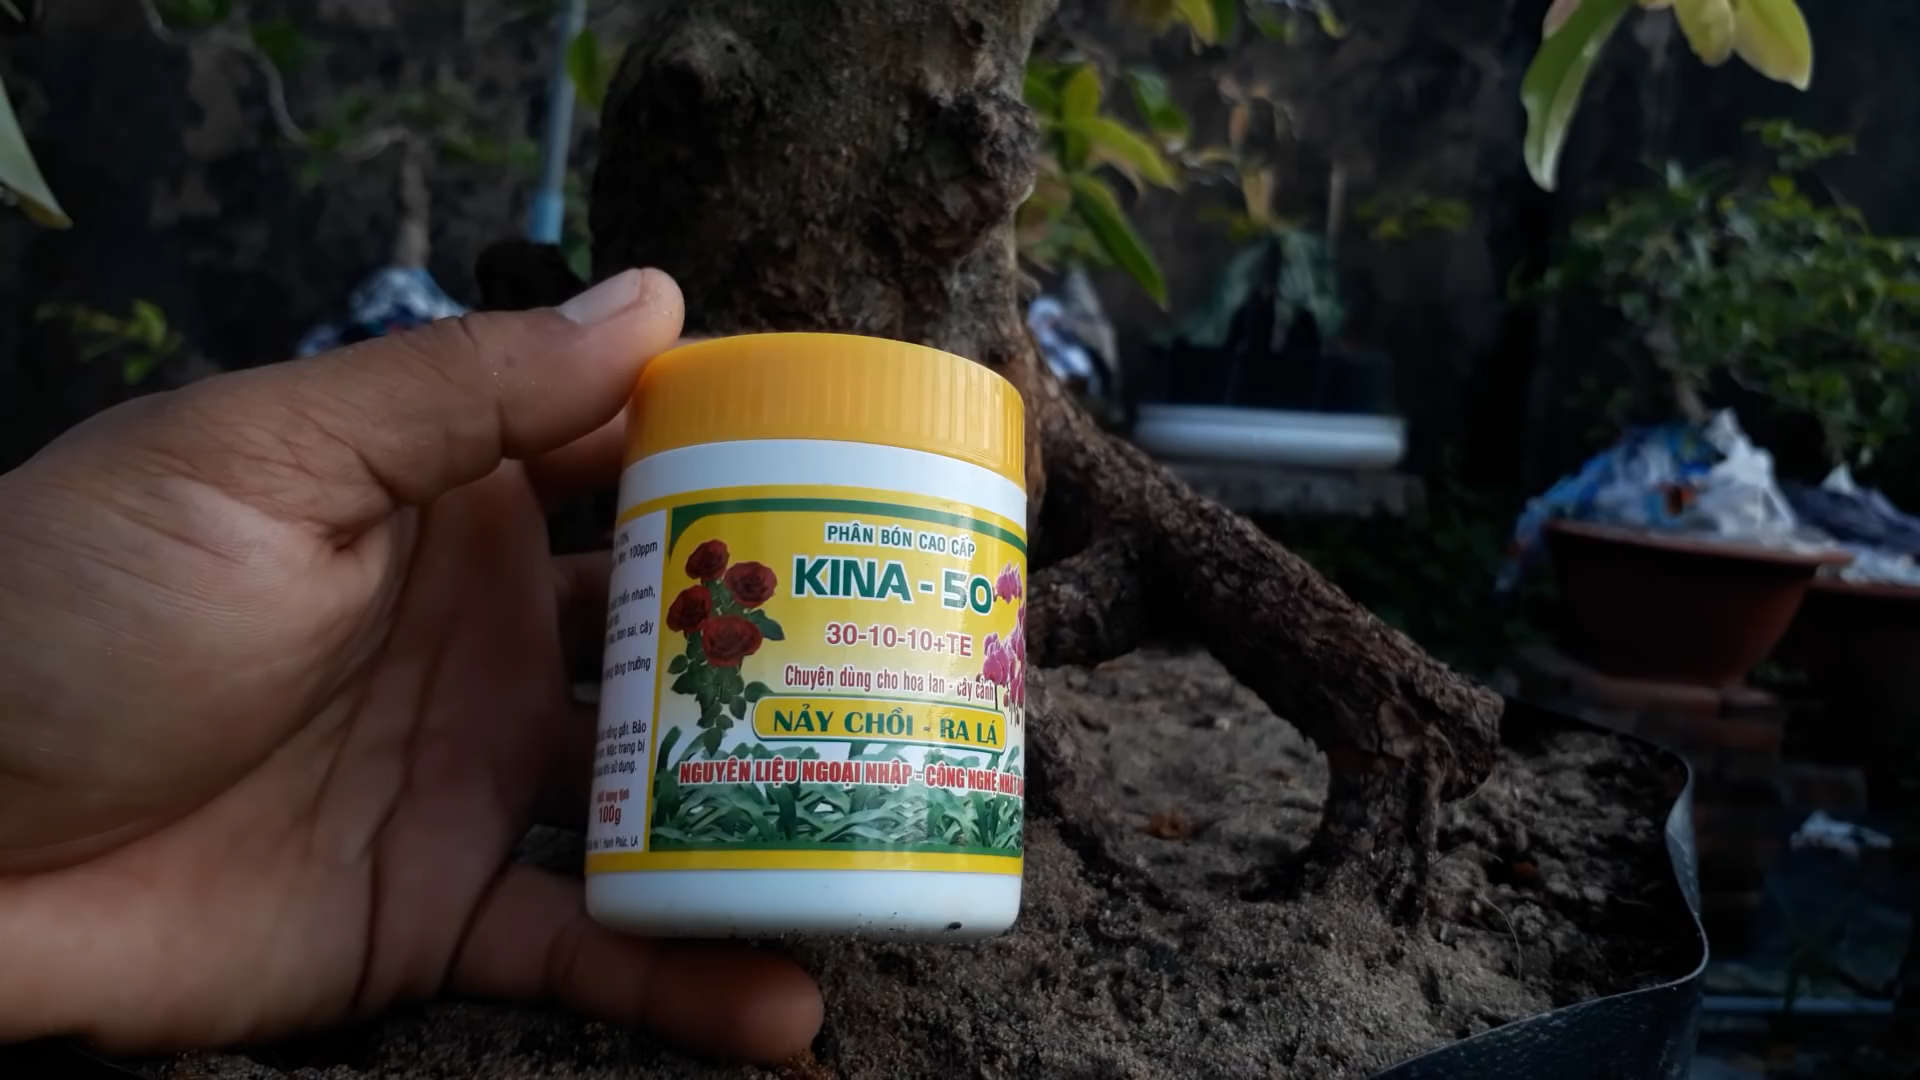 PHÂN BÓN CAO CẤP
KINA - 50
30-10-10+TE
Chuyên dùng cho hoa lan - cây cảnh
NẢY CHỒI - RA LÁ
NGUYÊN LIỆU NGOẠI NHẬP - CÔNG NGHỆ NHẬT
100ppm
nhanh,
sai, cây
tăng trưởng
nắng gắt. Bảo
Mặc trang bị
khi sử dụng.
100g
Hạnh Phúc, LA